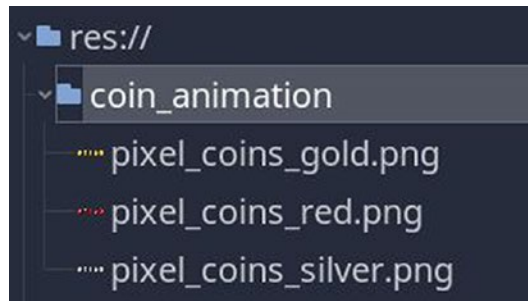 res://
coin_animation
pixel_coins_gold.png
pixel_coins_red.png
pixel_coins_silver.png